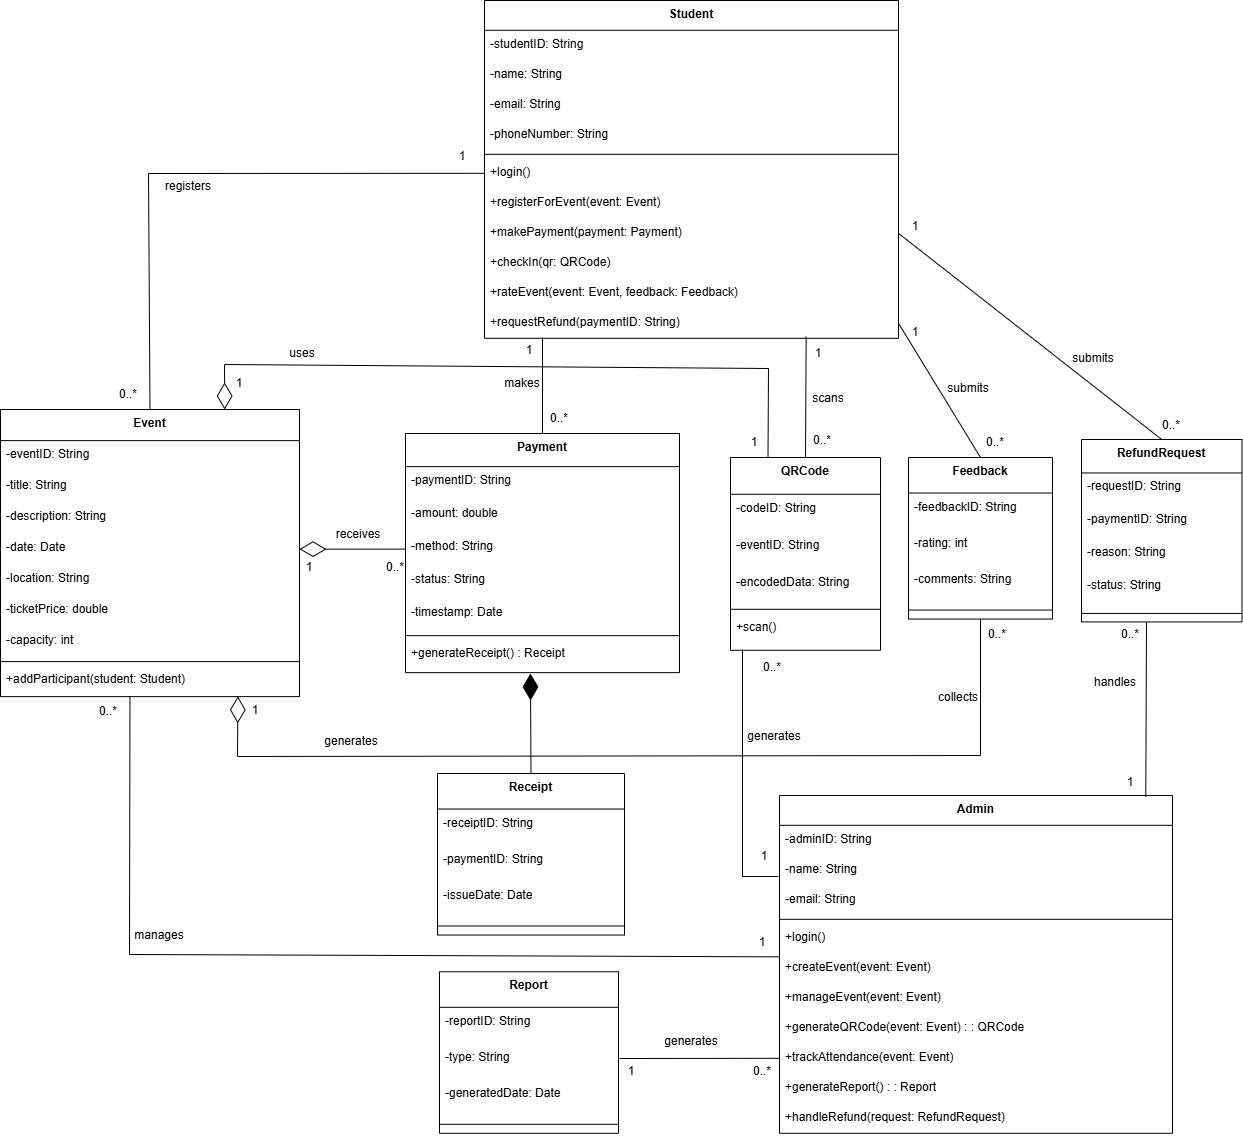 Student
-studentID: String
-name: String
-email: String
-phoneNumber: String
+login()
+registerForEvent(event: Event)
+makePayment(payment: Payment)
+checkIn(qr: QRCode)
+rateEvent(event: Event, feedback: Feedback)
+requestRefund(paymentID: String)
1
registers
0..*
uses
1
1
makes
0..*
1
scans
0..*
1
1
submits
0..*
1
submits
0..*
Event
-eventID: String
-title: String
-description: String
-date: Date
-location: String
-ticketPrice: double
-capacity: int
+addParticipant(student: Student)
receives
1
0..*
Payment
-paymentID: String
-amount: double
-method: String
-status: String
-timestamp: Date
+generateReceipt() : Receipt
QRCode
-codeID: String
-eventID: String
-encodedData: String
+scan()
Feedback
-feedbackID: String
-rating: int
-comments: String
RefundRequest
-requestID: String
-paymentID: String
-reason: String
-status: String
0..*
1
generates
0..*
generates
1
0..*
collects
0..*
handles
1
Receipt
-receiptID: String
-paymentID: String
-issueDate: Date
manages
1
Report
-reportID: String
-type: String
-generatedDate: Date
generates
1
0..*
Admin
-adminID: String
-name: String
-email: String
+login()
+createEvent(event: Event)
+manageEvent(event: Event)
+generateQRCode(event: Event) : : QRCode
+trackAttendance(event: Event)
+generateReport() : : Report
+handleRefund(request: RefundRequest)